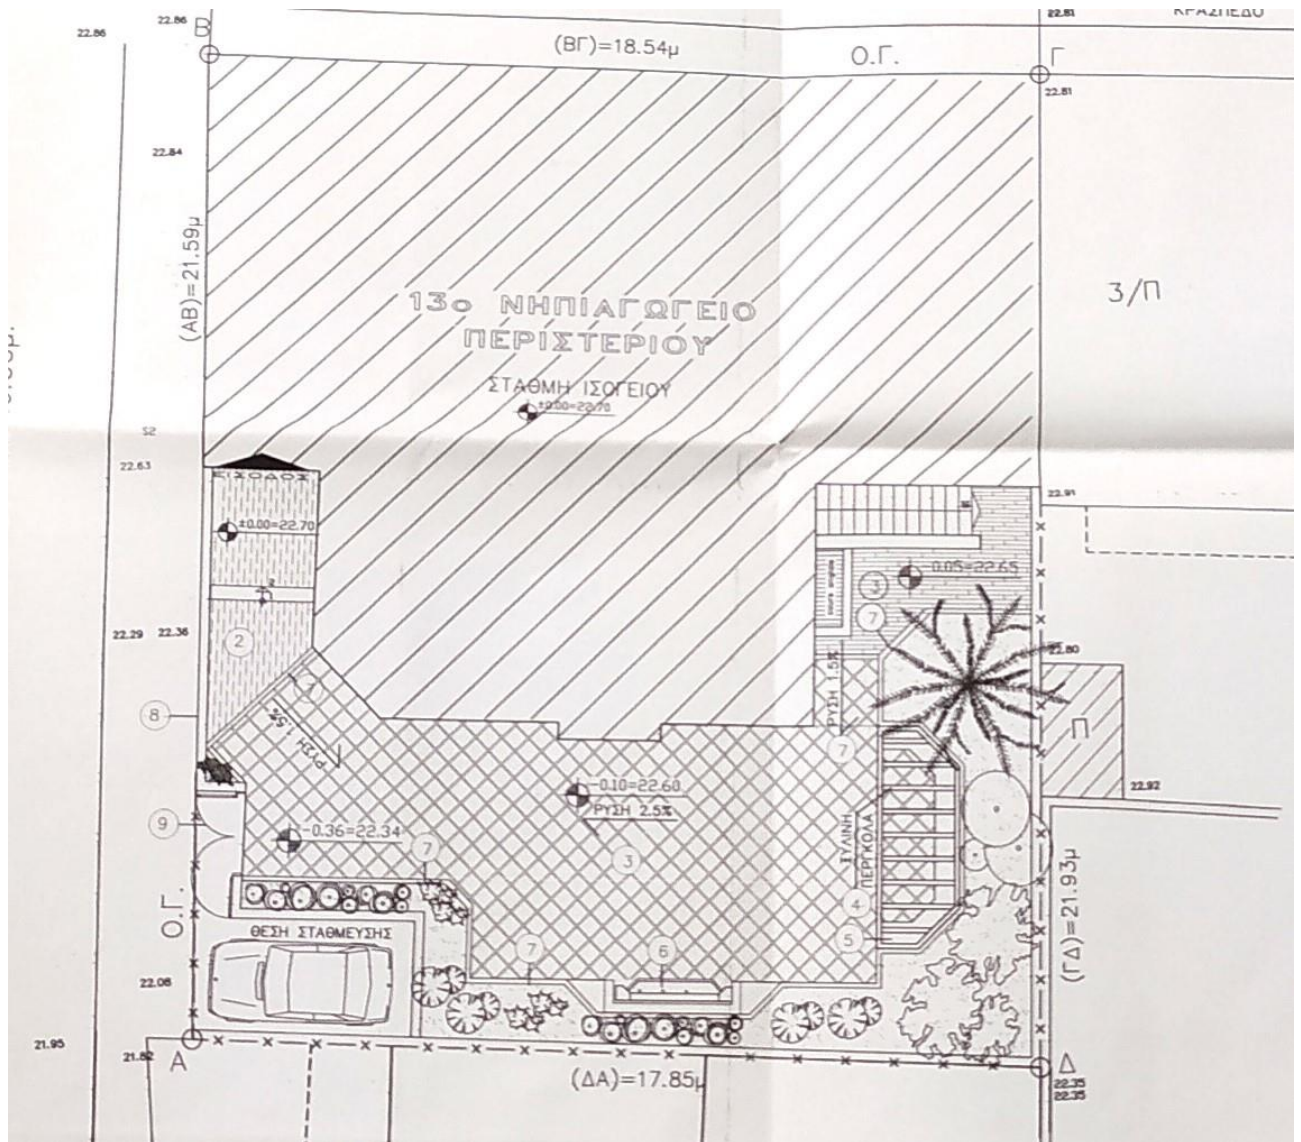 22.86
22.86
B
(ΒΓ)=18.54μ
Ο.Γ.
Γ
22.81
ΚΡΑΣΠΕΔΟ
22.81
22.84
(ΑΒ)=21.59μ
13ο ΝΗΠΙΑΓΩΓΕΙΟ
ΠΕΡΙΣΤΕΡΙΟΥ
ΣΤΑΘΜΗ ΙΣΟΓΕΙΟΥ
±0.00=22.70
3/Π
S2
22.63
ΕΙΣΟΔΟΣ
±0.00=22.70
22.91
-0.05=22.65
3
7
22.29
22.36
2
1
ΡΥΣΗ 1.5%
ΡΥΣΗ 1.5%
22.80
8
7
Π
22.92
-0.10=22.60
ΡΥΣΗ 2.5%
9
-0.36=22.34
7
3
ΞΥΛΙΝΗ
ΠΕΡΓΚΟΛΑ
4
5
Ο.Γ.
ΘΕΣΗ ΣΤΑΘΜΕΥΣΗΣ
7
6
(ΓΔ)=21.93μ
22.08
21.95
21.82
Α
(ΔΑ)=17.85μ
Δ
22.35
22.35